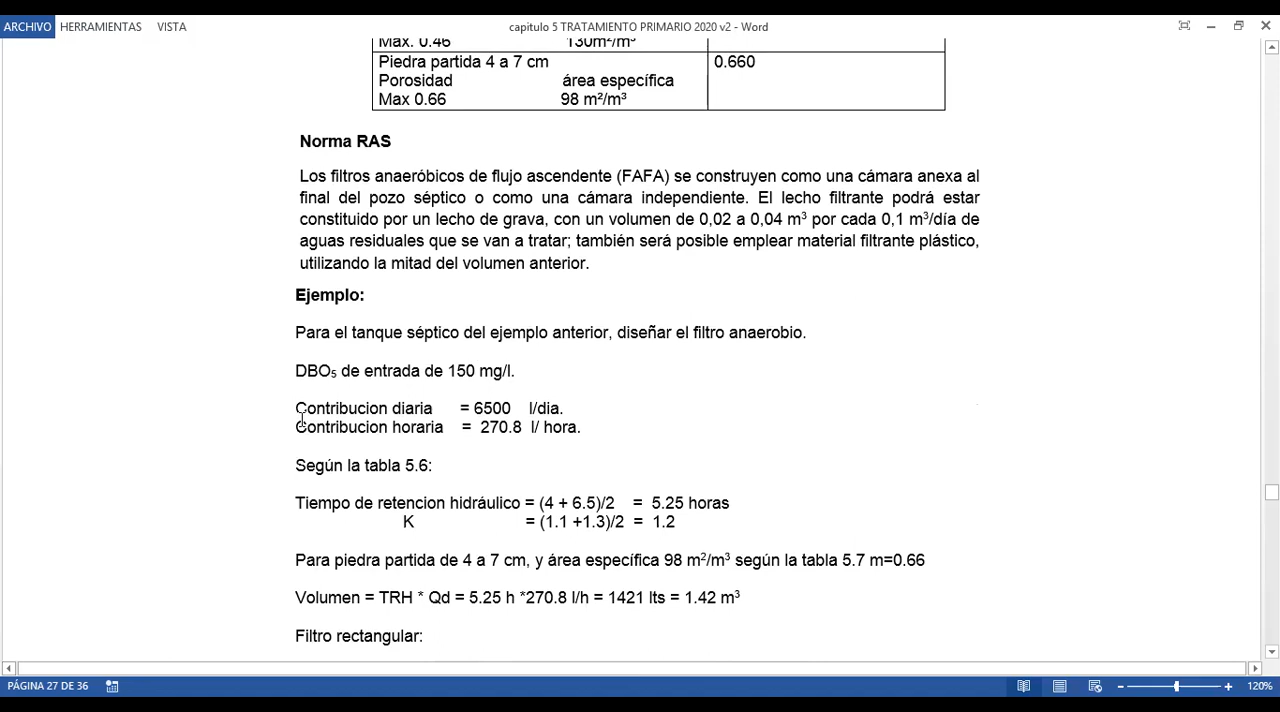 ARCHIVO HERRAMIENTAS VISTA capitulo 5 TRATAMIENTO PRIMARIO 2020 v2 - Word
Max. 0.46 130m²/m³
Piedra partida 4 a 7 cm 0.660
Porosidad área específica
Max 0.66 98 m²/m³
Norma RAS
Los filtros anaeróbicos de flujo ascendente (FAFA) se construyen como una cámara anexa al
final del pozo séptico o como una cámara independiente. El lecho filtrante podrá estar
constituido por un lecho de grava, con un volumen de 0,02 a 0,04 m³ por cada 0,1 m³/día de
aguas residuales que se van a tratar; también será posible emplear material filtrante plástico,
utilizando la mitad del volumen anterior.
Ejemplo:
Para el tanque séptico del ejemplo anterior, diseñar el filtro anaerobio.
DBO₅ de entrada de 150 mg/l.
Contribucion diaria = 6500 l/dia.
Contribucion horaria = 270.8 l/ hora.
Según la tabla 5.6:
Tiempo de retencion hidráulico = (4 + 6.5)/2 = 5.25 horas
K = (1.1 +1.3)/2 = 1.2
Para piedra partida de 4 a 7 cm, y área específica 98 m²/m³ según la tabla 5.7 m=0.66
Volumen = TRH * Qd = 5.25 h *270.8 l/h = 1421 lts = 1.42 m³
Filtro rectangular:
PÁGINA 27 DE 36 120%